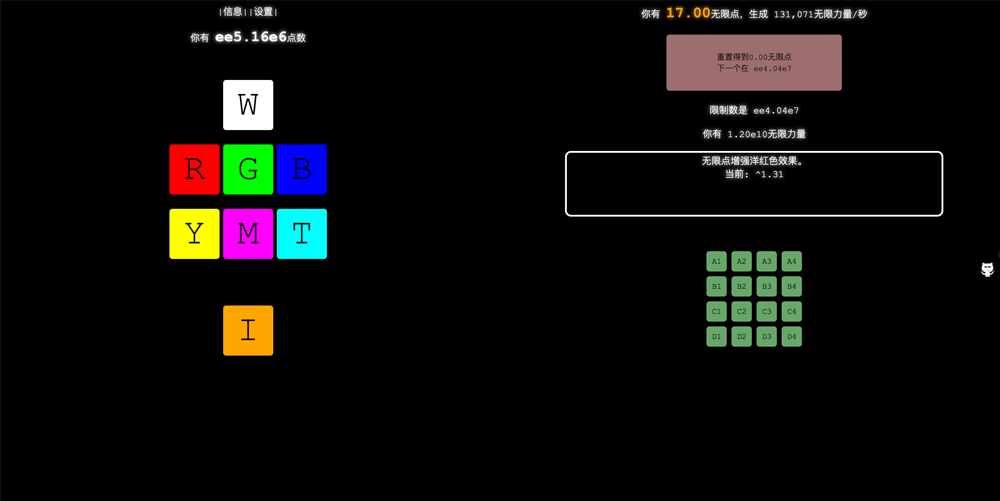 |信息||设置|
你有 ee5.16e6点数
W
R G B
Y M T
I
你有 17.00无限点, 生成 131,071无限力量/秒
重置得到0.00无限点
下一个在 ee4.04e7
限制数是 ee4.04e7
你有 1.20e10无限力量
无限点增强洋红色效果。
当前: ^1.31
A1 A2 A3 A4
B1 B2 B3 B4
C1 C2 C3 C4
D1 D2 D3 D4